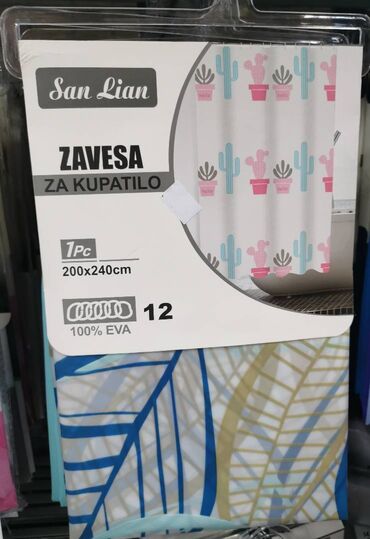 San Lian
ZAVESA
ZA KUPATILO
1Pc
200x240cm
12
100% EVA